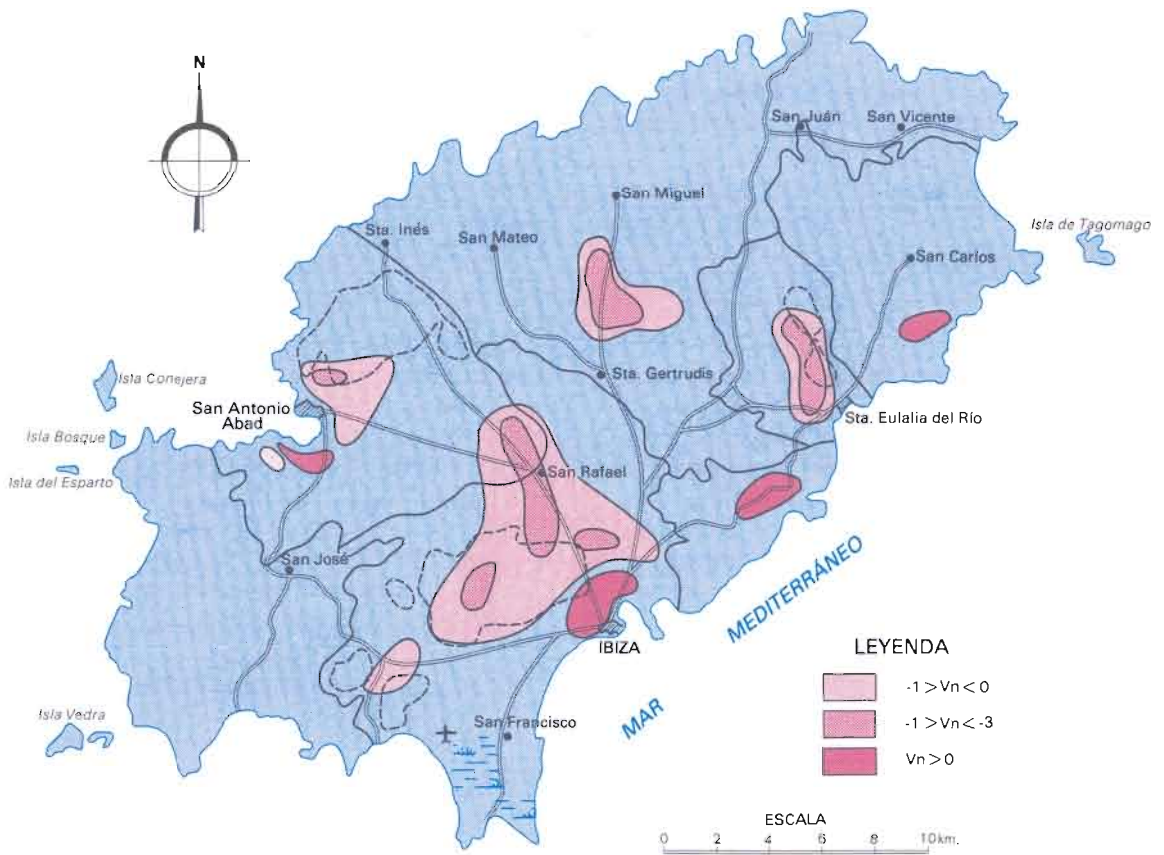 N
San Juán
San Vicente
San Miguel
Isla de Tagomago
Sta. Inés
San Mateo
San Carlos
Isla Conejera
Sta. Gertrudis
San Antonio
Abad
Sta. Eulalia del Río
Isla Bosque
San Rafael
Isla del Esparto
San José
MEDITERRÁNEO
IBIZA
LEYENDA
-1 > Vn < 0
Isla Vedra
MAR
San Francisco
-1 > Vn < -3
Vn > 0
ESCALA
0 2 4 6 8 10 km.